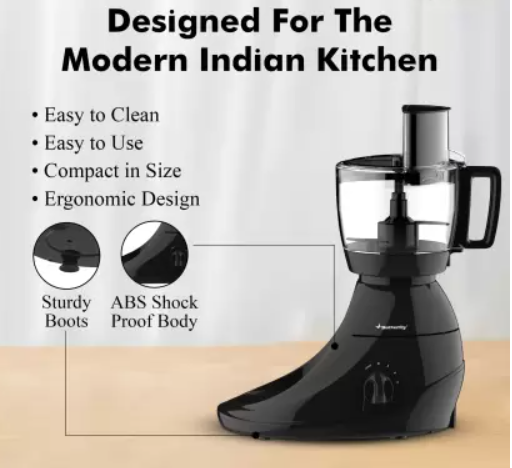 Designed For The
Modern Indian Kitchen
• Easy to Clean
• Easy to Use
• Compact in Size
• Ergonomic Design
Sturdy
Boots
ABS Shock
Proof Body